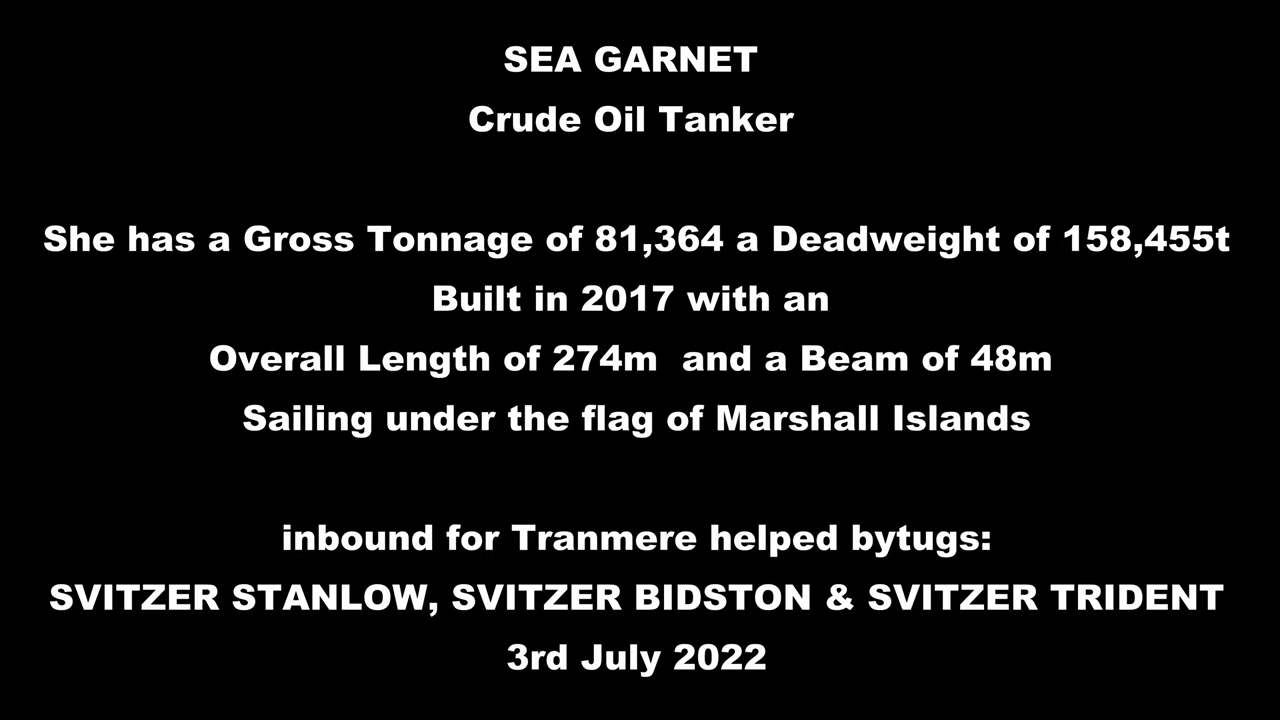 SEA GARNET
Crude Oil Tanker
She has a Gross Tonnage of 81,364 a Deadweight of 158,455t
Built in 2017 with an
Overall Length of 274m  and a Beam of 48m
Sailing under the flag of Marshall Islands
inbound for Tranmere helped bytugs:
SVITZER STANLOW, SVITZER BIDSTON & SVITZER TRIDENT
3rd July 2022